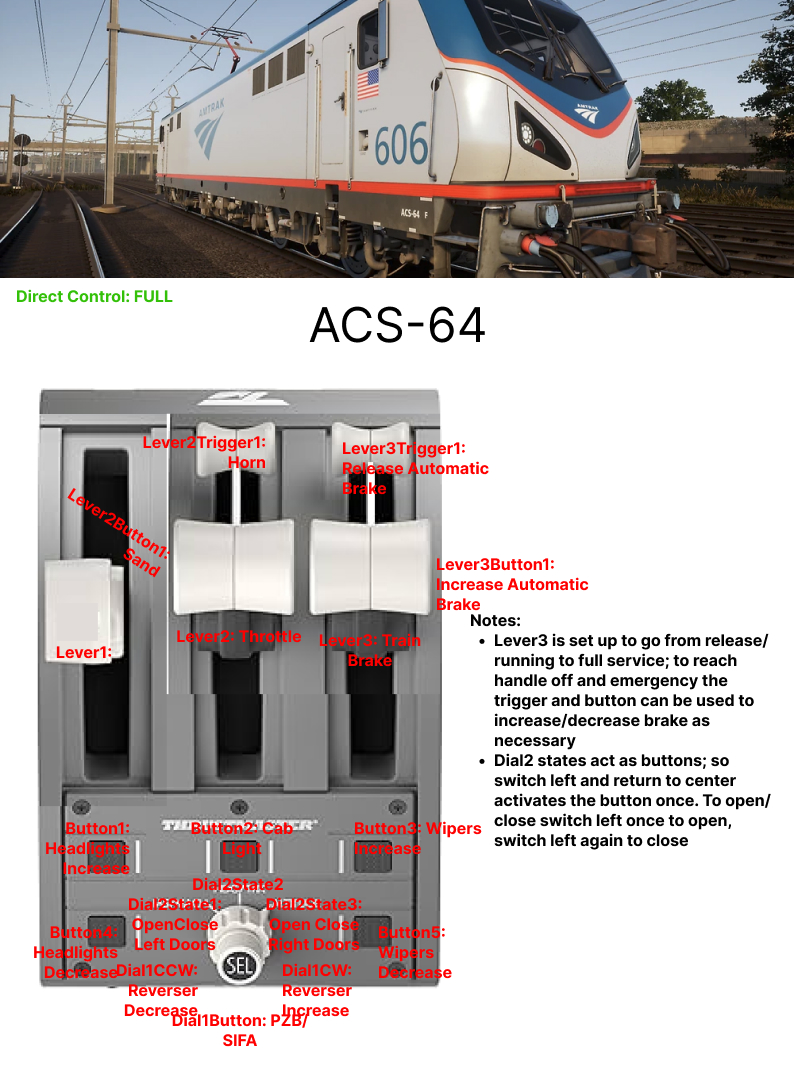 AMTRAK
606
AMTRAK
ACS-64 F
Direct Control: FULL
ACS-64
Lever2Trigger1:
Horn
Lever3Trigger1:
Release Automatic
Brake
Lever2Button1:
Sand
Lever3Button1:
Increase Automatic
Brake
Lever1:
Lever2: Throttle
Lever3: Train
Brake
Notes:
• Lever3 is set up to go from release/
running to full service; to reach
handle off and emergency the
trigger and button can be used to
increase/decrease brake as
necessary
• Dial2 states act as buttons; so
switch left and return to center
activates the button once. To open/
close switch left once to open,
switch left again to close
THRUSTMASTER
Button1:
Headlights
Increase
Button2: Cab
Light
Button3: Wipers
Increase
Dial2State2
Dial2State1:
OpenClose
Left Doors
Dial2State3:
Open Close
Right Doors
Button4:
Headlights
Decrease
Button5:
Wipers
Decrease
SEL
Dial1CCW:
Reverser
Decrease
Dial1CW:
Reverser
Increase
Dial1Button: PZB/
SIFA